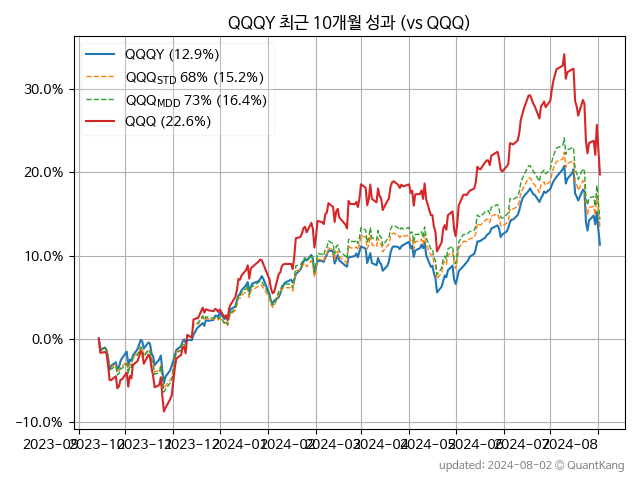 QQQY 최근 10개월 성과 (vs QQQ)
QQQY (12.9%)
QQQSTD 68% (15.2%)
QQQMDD 73% (16.4%)
QQQ (22.6%)
30.0%
20.0%
10.0%
0.0%
−10.0%
2023-09 2023-10 2023-11 2023-12 2024-01 2024-02 2024-03 2024-04 2024-05 2024-06 2024-07 2024-08
updated: 2024-08-02 © QuantKang